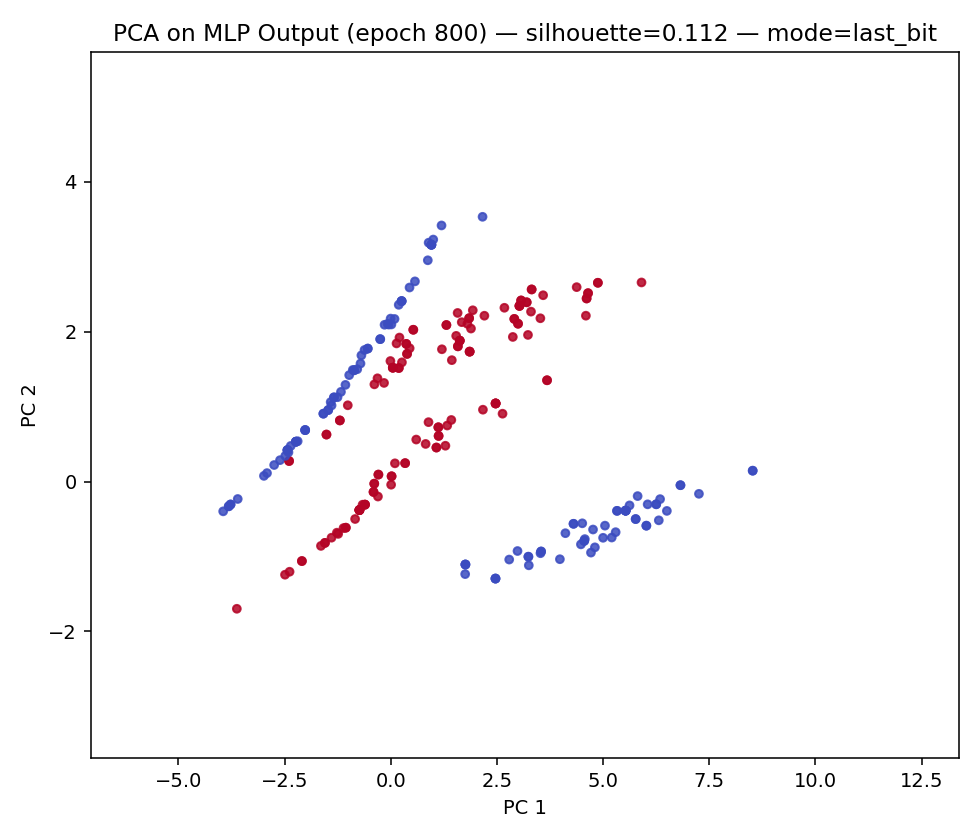 PCA on MLP Output (epoch 800) — silhouette=0.112 — mode=last_bit
4
2
0
−2
PC 2
−5.0 −2.5 0.0 2.5 5.0 7.5 10.0 12.5
PC 1